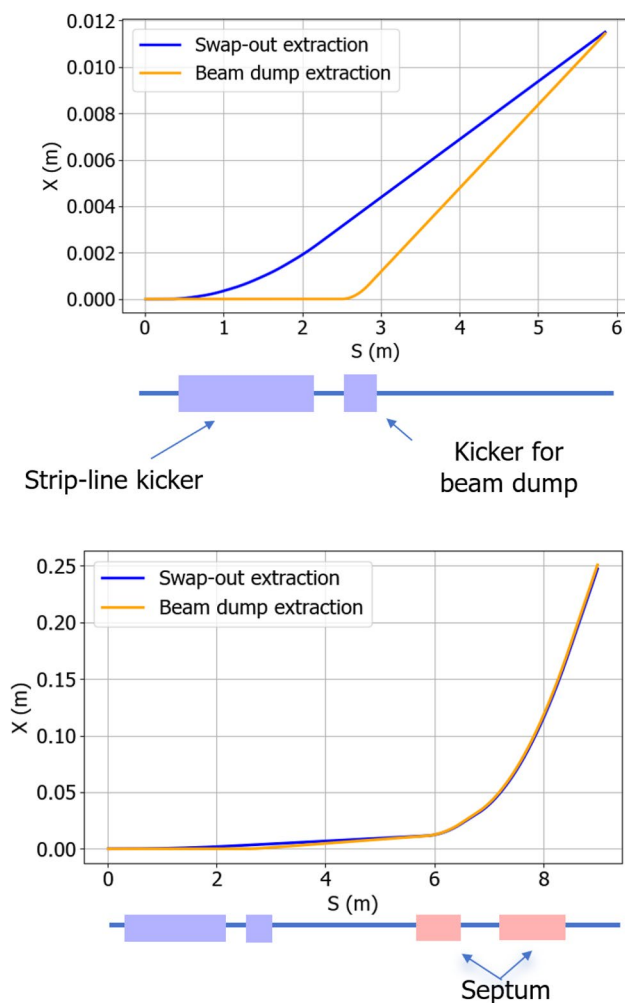 0.012
0.010
0.008
0.006
0.004
0.002
0.000
X (m)
Swap-out extraction
Beam dump extraction
0 1 2 3 4 5 6
S (m)
Strip-line kicker
Kicker for
beam dump
0.25
0.20
0.15
0.10
0.05
0.00
X (m)
Swap-out extraction
Beam dump extraction
0 2 4 6 8
S (m)
Septum